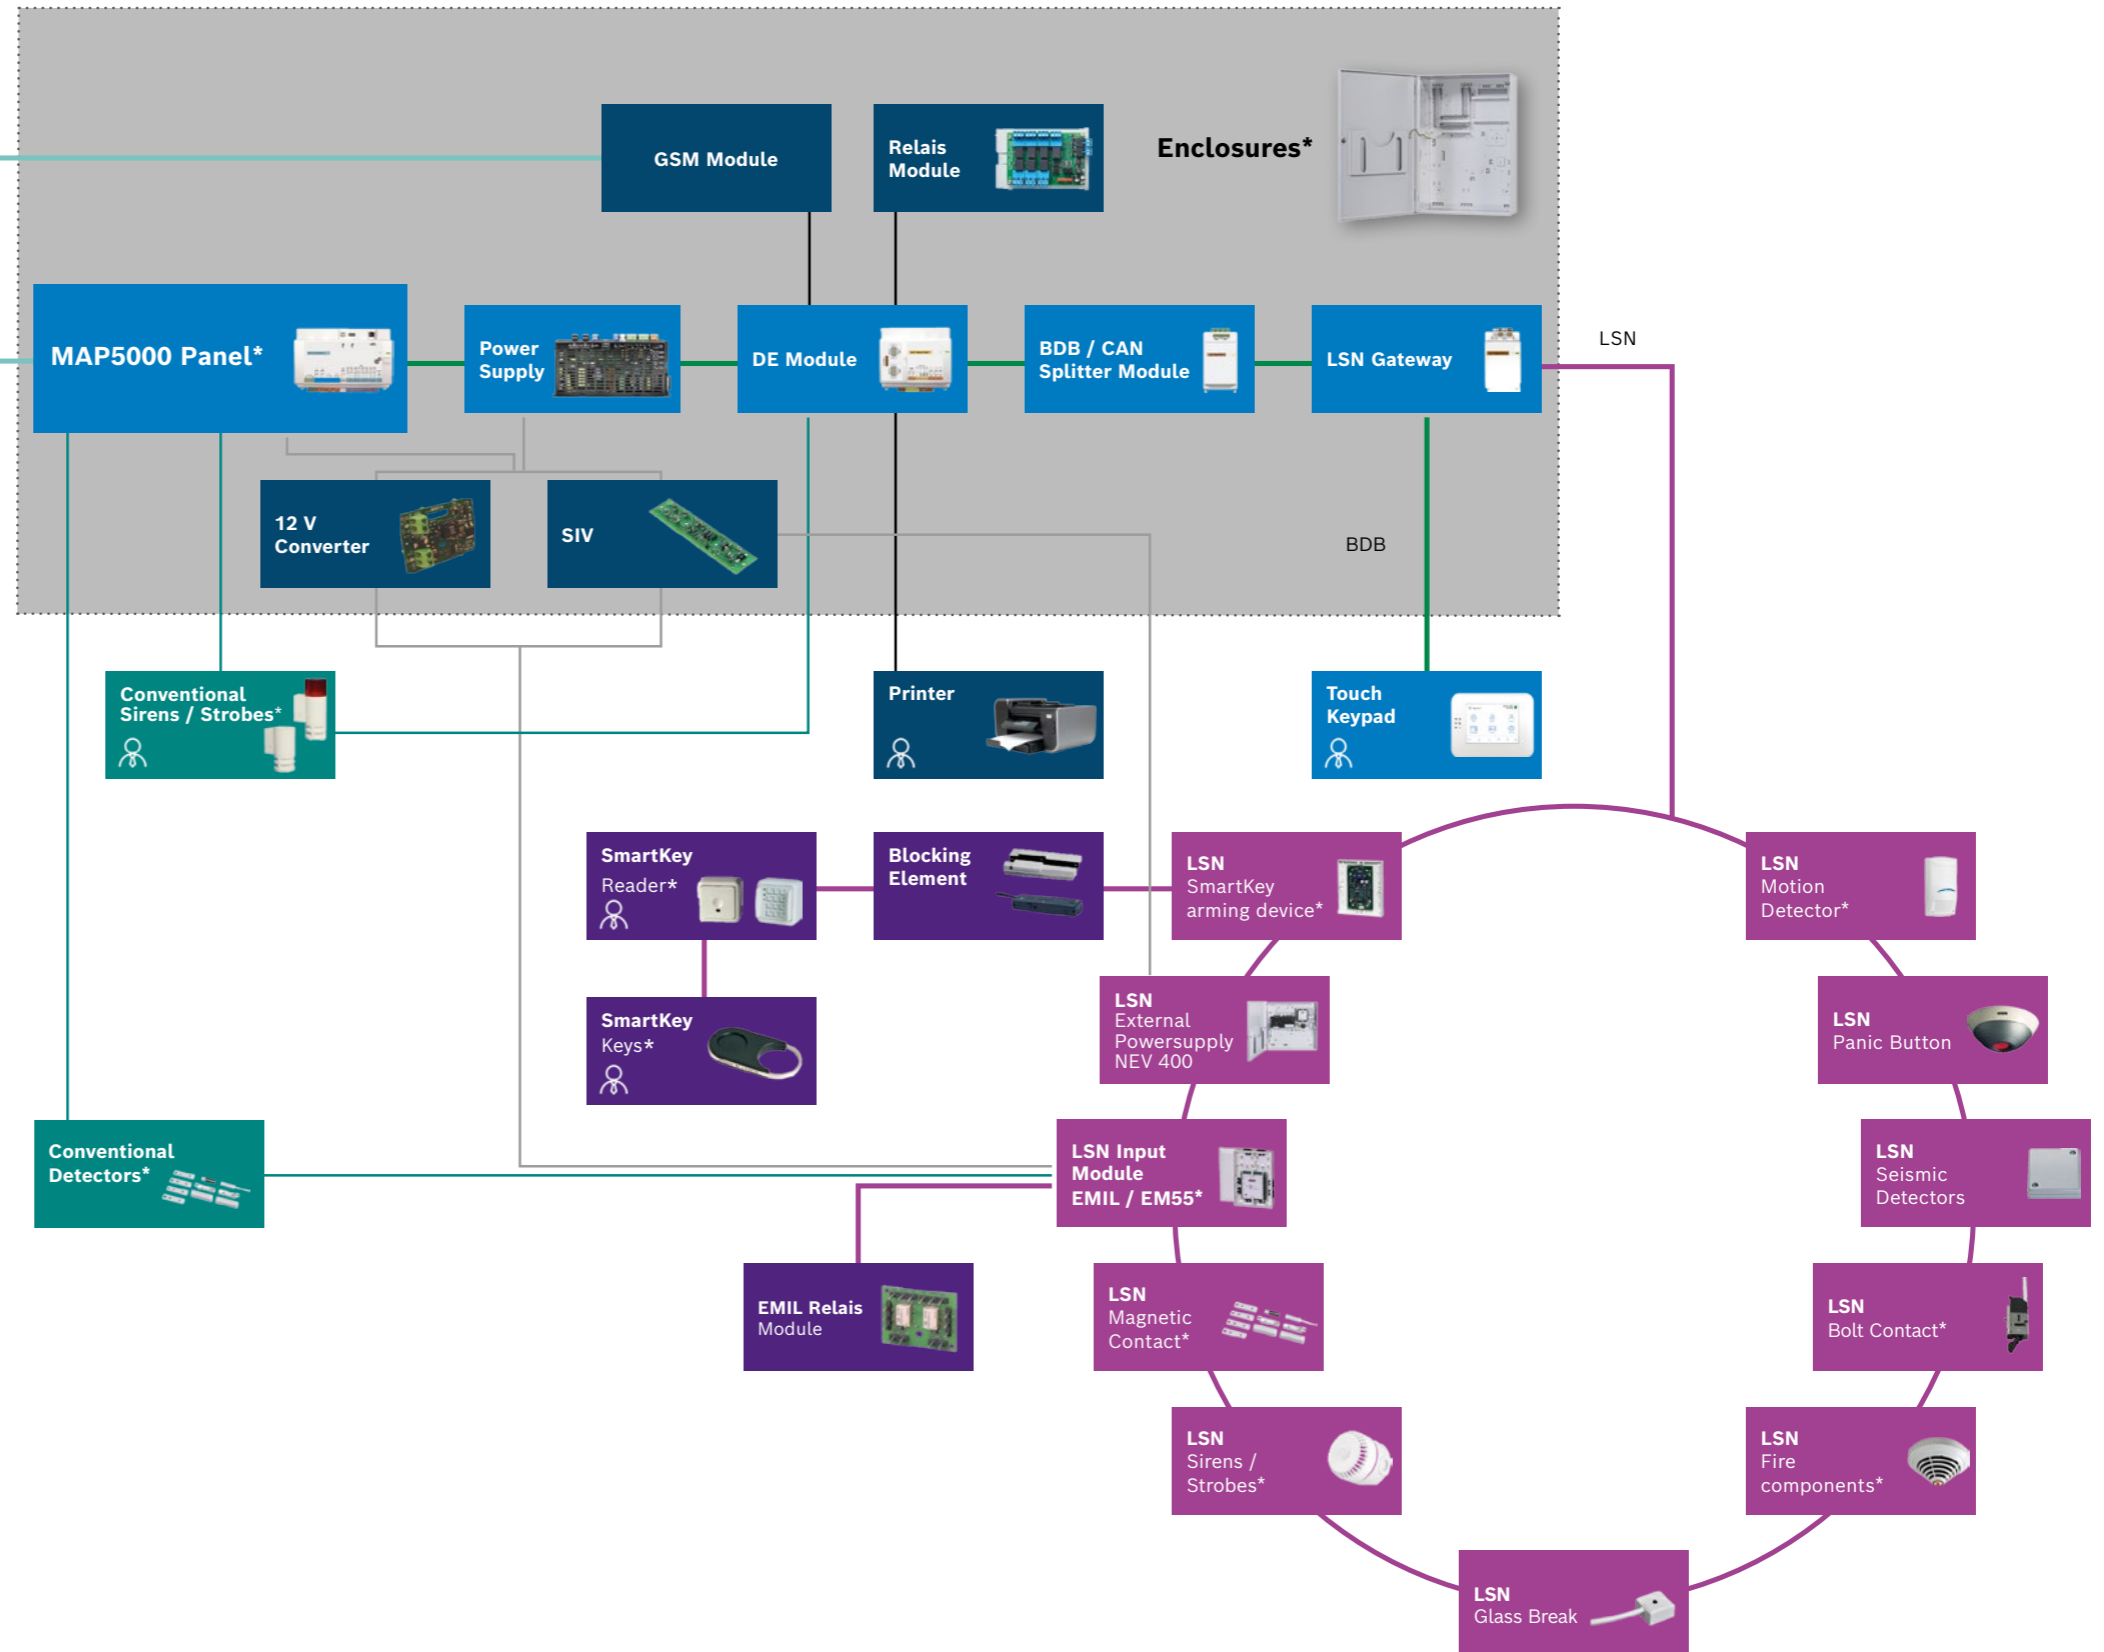 GSM Module
Relais
Module
Enclosures*
MAP5000 Panel*
Power
Supply
DE Module
BDB / CAN
Splitter Module
LSN Gateway
LSN
12 V
Converter
SIV
BDB
Conventional
Sirens / Strobes*
Printer
Touch
Keypad
SmartKey
Reader*
Blocking
Element
LSN
SmartKey
arming device*
LSN
Motion
Detector*
SmartKey
Keys*
LSN
External
Powersupply
NEV 400
LSN
Panic Button
Conventional
Detectors*
LSN Input
Module
EMIL / EM55*
LSN
Seismic
Detectors
EMIL Relais
Module
LSN
Magnetic
Contact*
LSN
Bolt Contact*
LSN
Sirens /
Strobes*
LSN
Fire
components*
LSN
Glass Break